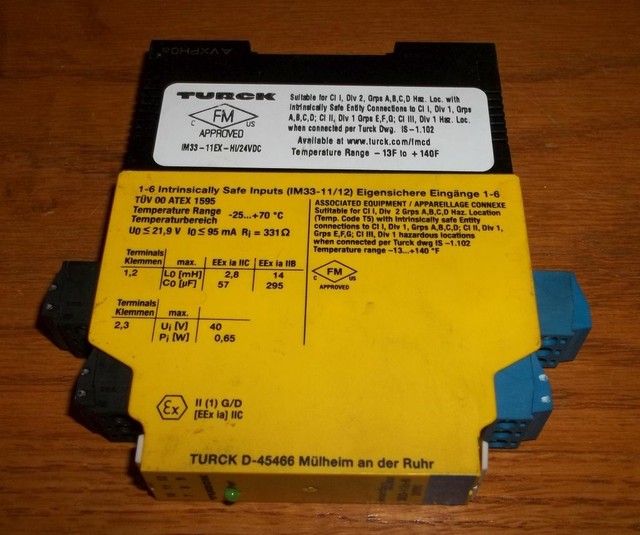 TURCK
FM
C US
APPROVED
IM33-11EX-HI/24VDC
Suitable for Cl I, Div 2, Grps A,B,C,D Haz. Loc. with
Intrinsically Safe Entity Connections to Cl I, Div 1, Grps
A,B,C,D; Cl II, Div 1 Grps E,F,G; Cl III, Div 1 Haz. Loc.
when connected per Turck Dwg. IS-1.102
Available at www.turck.com/imcd
Temperature Range -13F to +140F
1-6 Intrinsically Safe Inputs (IM33-11/12) Eigensichere Eingänge 1-6
TÜV 00 ATEX 1595
Temperature Range
Temperaturbereich -25...+70 °C
U0 ≤ 21,9 V I0 ≤ 95 mA Ri = 331 Ω
Terminals
Klemmen max. EEx ia IIC EEx ia IIB
1,2 L0 [mH] 2,8 14
C0 [µF] 57 295
Terminals
Klemmen max.
2,3 Ui [V] 40
Pi [W] 0,65
ASSOCIATED EQUIPMENT / APPAREILLAGE CONNEXE
Suitable for Cl I, Div 2 Grps A,B,C,D Haz. Location
(Temp. Code T5) with Intrinsically safe Entity
connections to Cl I, Div 1, Grps A,B,C,D; Cl II, Div 1,
Grps E,F,G; Cl III, Div 1 hazardous locations
when connected per Turck dwg IS-1.102
Temperature range -13...+140 °F
FM
APPROVED
Ex
II (1) G/D
[EEx ia] IIC
TURCK D-45466 Mülheim an der Ruhr